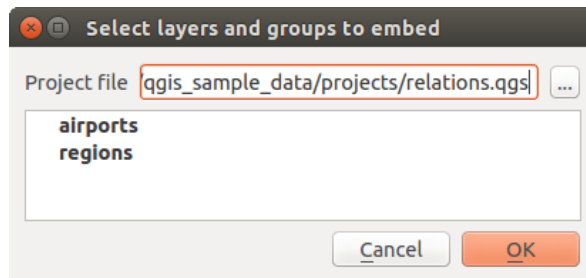 Select layers and groups to embed
Project file /qgis_sample_data/projects/relations.qgs ...
airports
regions
Cancel OK